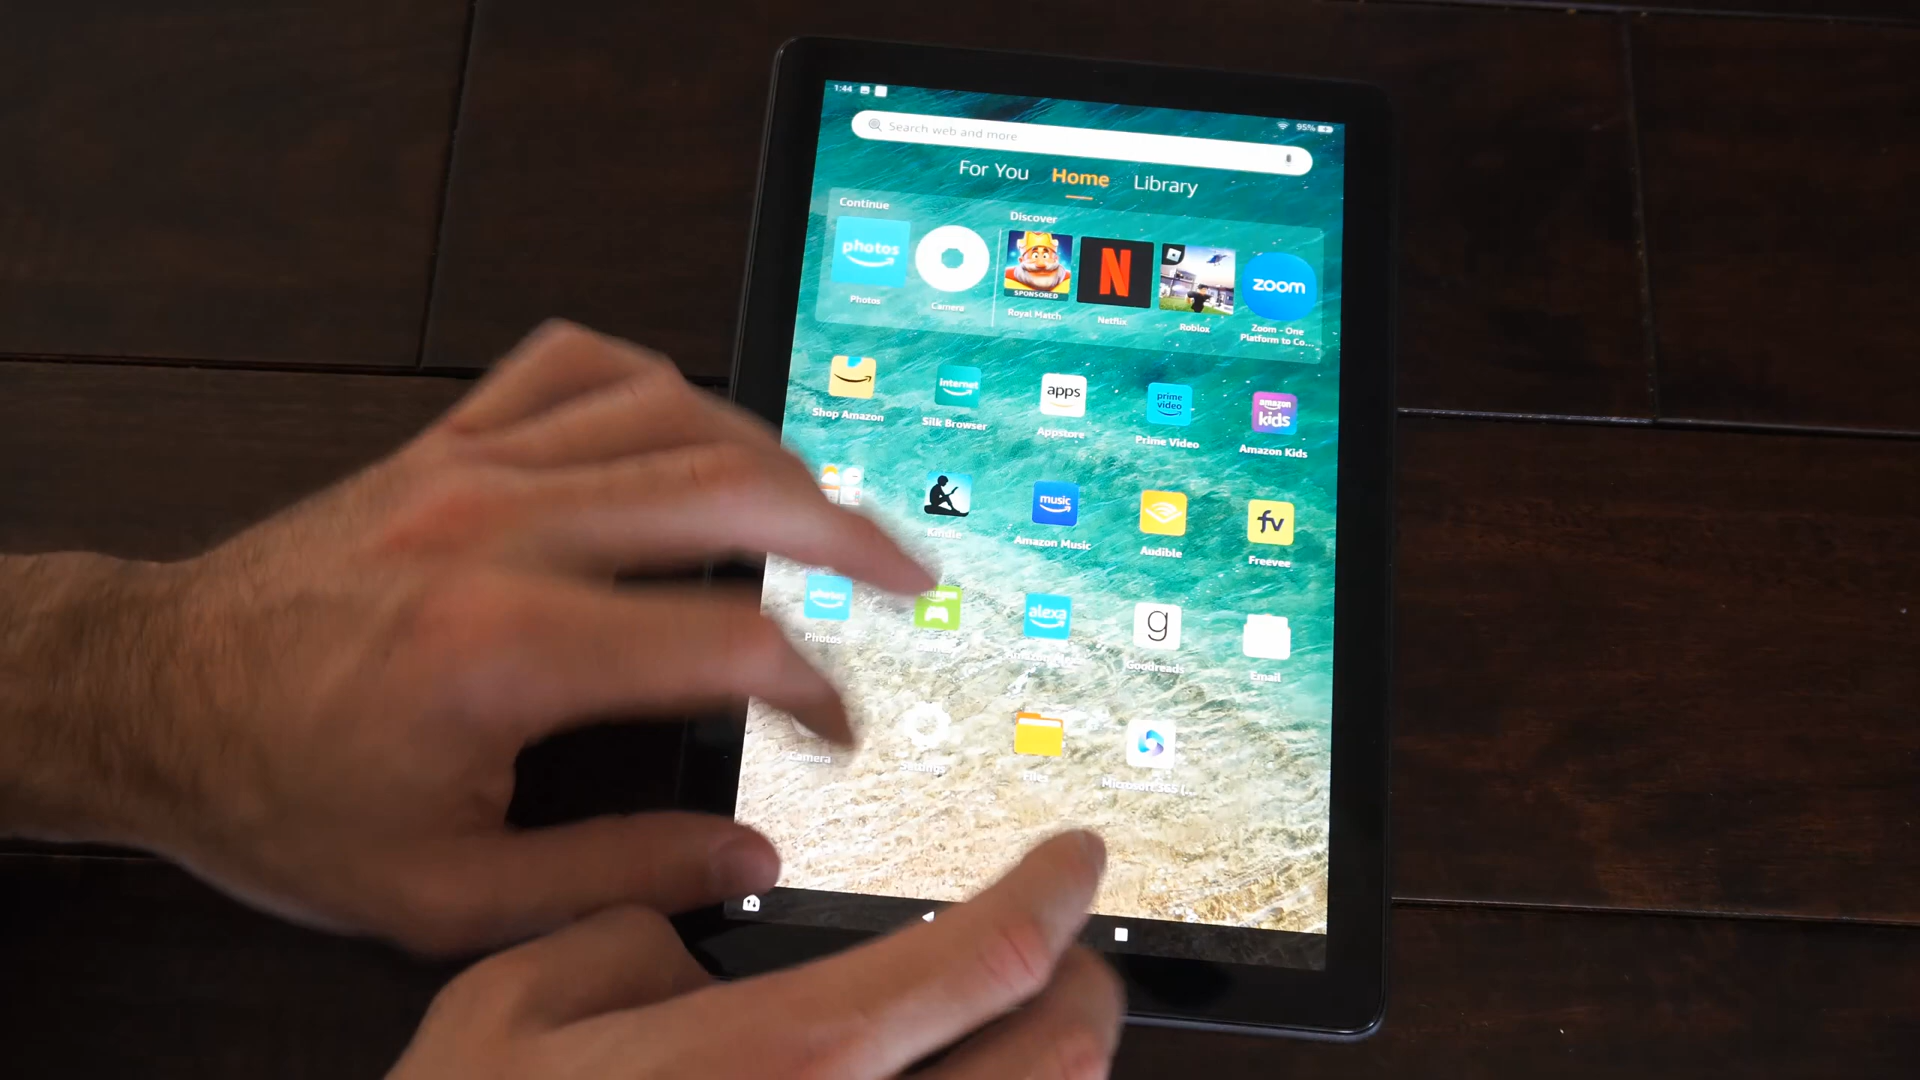 1:44
95%
Search web and more
For You Home Library
Continue
Discover
photos
N
zoom
SPONSORED
Photos
Camera
Royal Match
Netflix
Roblox
Zoom - One
Platform to Co...
internet
apps
prime
video
amazon
kids
Shop Amazon
Silk Browser
Appstore
Prime Video
Amazon Kids
music
fv
Kindle
Amazon Music
Audible
Freevee
photos
amazon
alexa
g
Photos
Goodreads
Email
Camera
Settings
Files
Microsoft 365 (...